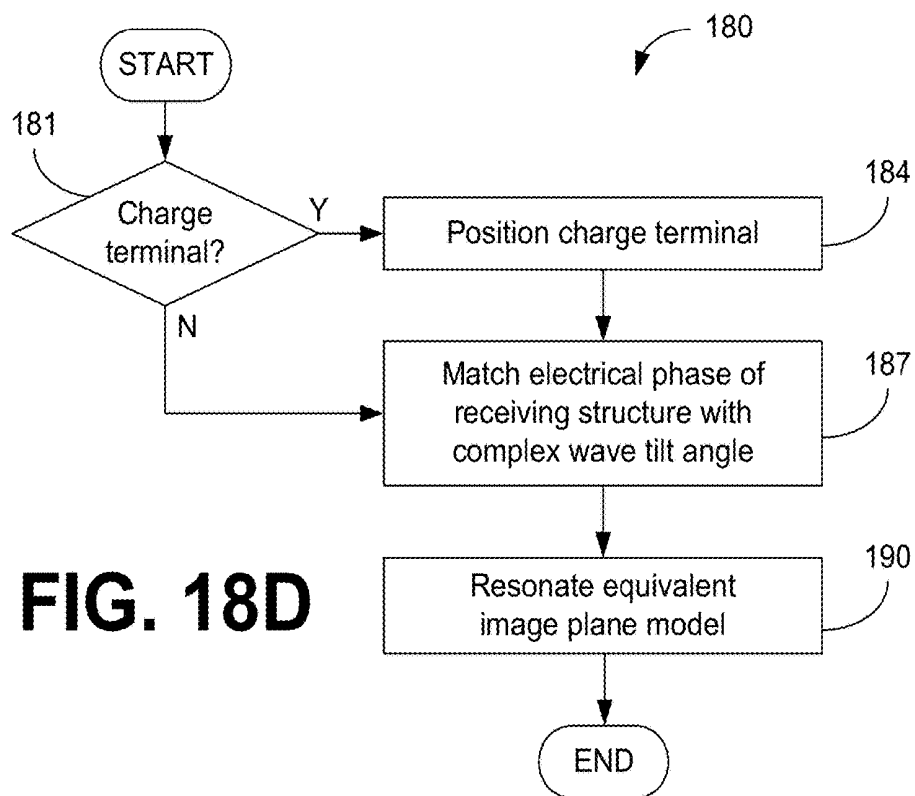 START
180
181
Charge
terminal?
Y
N
184
Position charge terminal
187
Match electrical phase of
receiving structure with
complex wave tilt angle
190
Resonate equivalent
image plane model
END
FIG. 18D